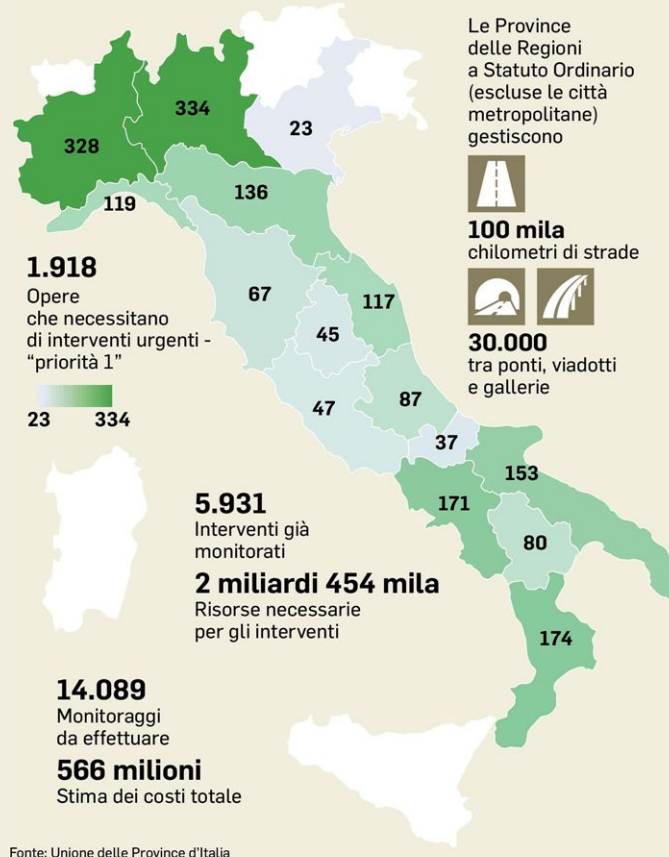 Le Province
delle Regioni
a Statuto Ordinario
(escluse le città
metropolitane)
gestiscono
100 mila
chilometri di strade
30.000
tra ponti, viadotti
e gallerie
328
334
23
119
136
67
117
45
47
87
37
153
171
80
174
1.918
Opere
che necessitano
di interventi urgenti -
“priorità 1”
23 334
5.931
Interventi già
monitorati
2 miliardi 454 mila
Risorse necessarie
per gli interventi
14.089
Monitoraggi
da effettuare
566 milioni
Stima dei costi totale
Fonte: Unione delle Province d'Italia